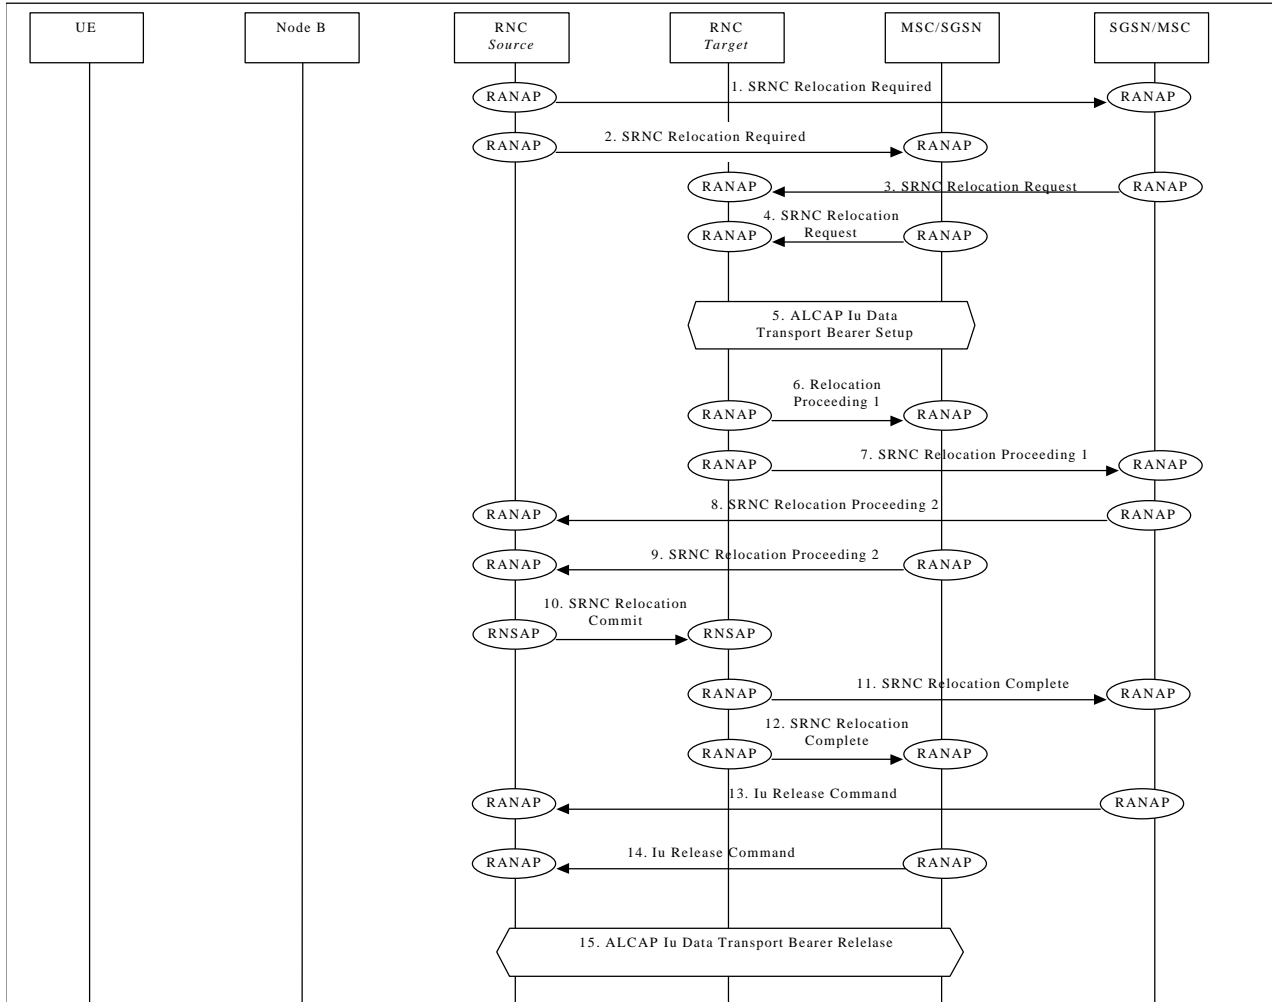 UE
Node B
RNC
Source
RNC
Target
MSC/SGSN
SGSN/MSC
RANAP
1. SRNC Relocation Required
RANAP
RANAP
2. SRNC Relocation Required
RANAP
RANAP
3. SRNC Relocation Request
RANAP
RANAP
4. SRNC Relocation
Request
RANAP
5. ALCAP Iu Data
Transport Bearer Setup
RANAP
6. Relocation
Proceeding 1
RANAP
RANAP
7. SRNC Relocation Proceeding 1
RANAP
RANAP
8. SRNC Relocation Proceeding 2
RANAP
RANAP
9. SRNC Relocation Proceeding 2
RANAP
RNSAP
10. SRNC Relocation
Commit
RNSAP
RANAP
11. SRNC Relocation Complete
RANAP
RANAP
12. SRNC Relocation
Complete
RANAP
RANAP
13. Iu Release Command
RANAP
RANAP
14. Iu Release Command
RANAP
15. ALCAP Iu Data Transport Bearer Relelase